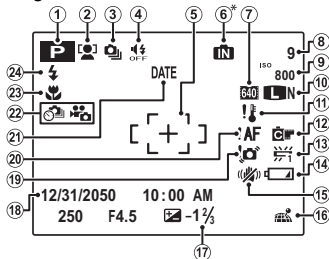 1 2 3 4 5 6* 7
P OFF IN 9 8
ISO 800 9
24 DATE 640 L N 10
23 11
22 21 !AF 12
20 13
19 14
18 12/31/2050 10:00 AM 15
250 F4.5 -1 2/3 16
17